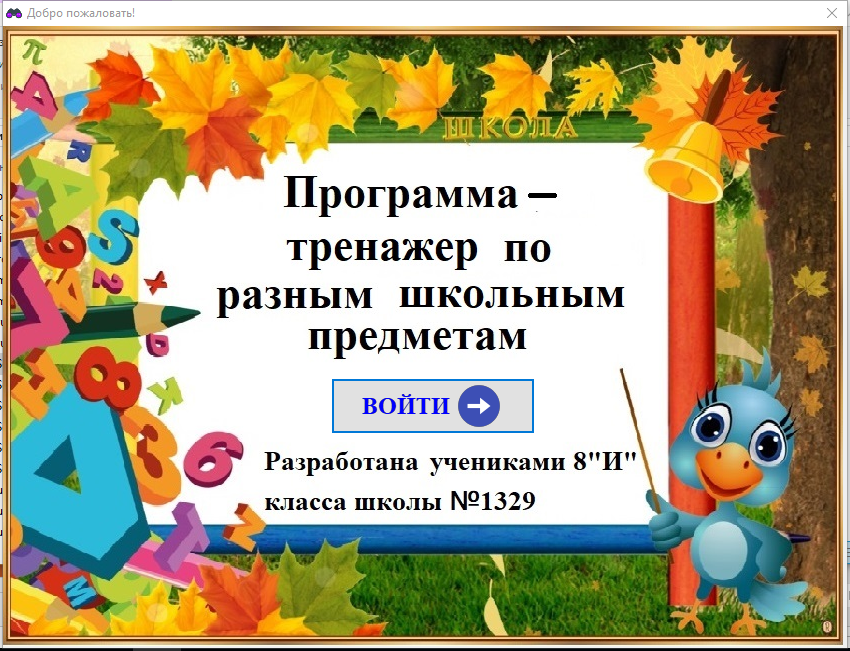 Добро пожаловать!
ШКОЛА
Программа –
тренажер по
разным школьным
предметам
ВОЙТИ
Разработана учениками 8"И"
класса школы №1329